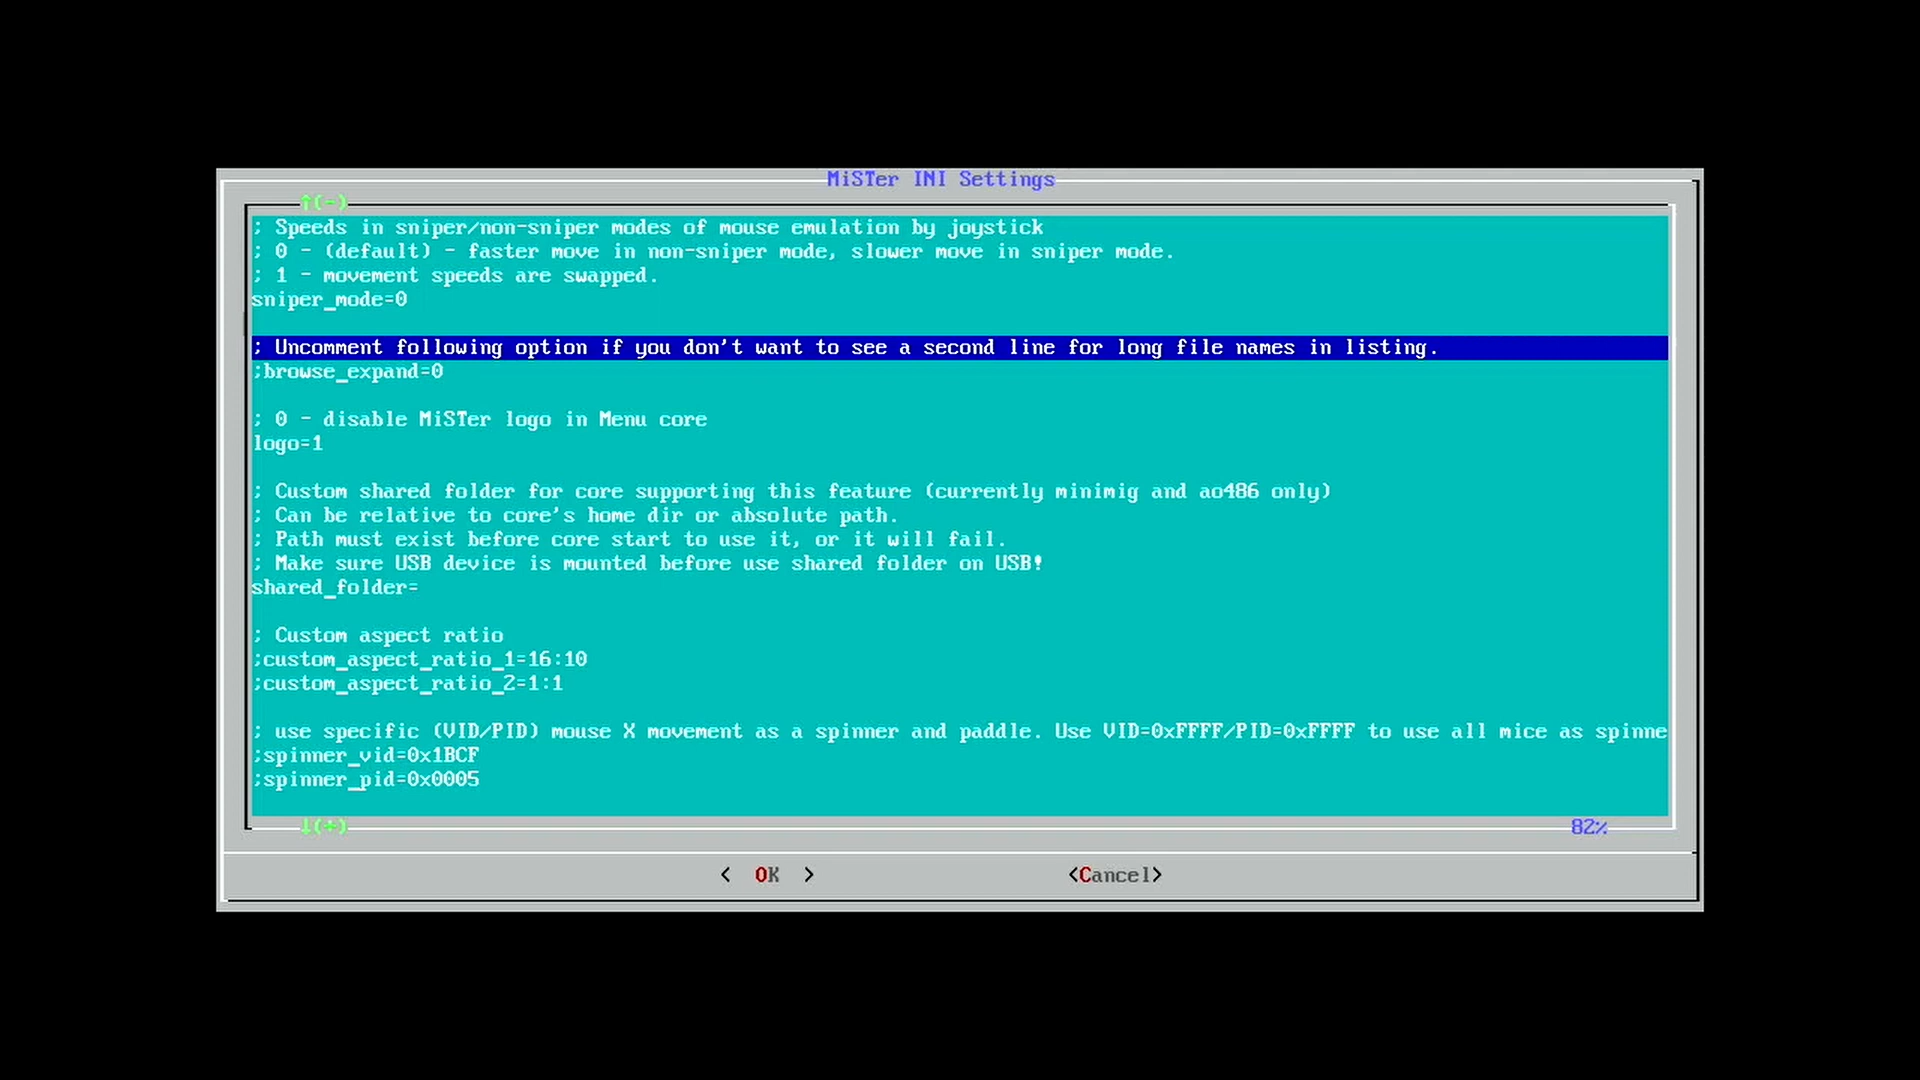 MiSTer INI Settings
↑(-)
; Speeds in sniper/non-sniper modes of mouse emulation by joystick
; 0 - (default) - faster move in non-sniper mode, slower move in sniper mode.
; 1 - movement speeds are swapped.
sniper_mode=0
; Uncomment following option if you don't want to see a second line for long file names in listing.
;browse_expand=0
; 0 - disable MiSTer logo in Menu core
logo=1
; Custom shared folder for core supporting this feature (currently minimig and ao486 only)
; Can be relative to core's home dir or absolute path.
; Path must exist before core start to use it, or it will fail.
; Make sure USB device is mounted before use shared folder on USB!
shared_folder=
; Custom aspect ratio
;custom_aspect_ratio_1=16:10
;custom_aspect_ratio_2=1:1
; use specific (VID/PID) mouse X movement as a spinner and paddle. Use VID=0xFFFF/PID=0xFFFF to use all mice as spinne
;spinner_vid=0x1BCF
;spinner_pid=0x0005
↓(+) 82%
< OK > <Cancel>